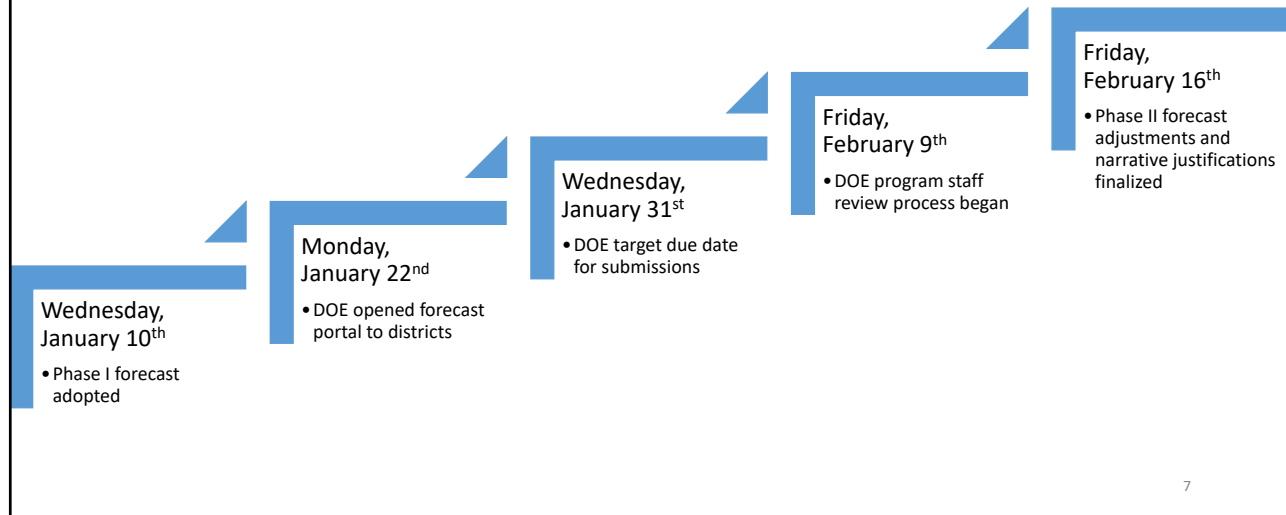 Wednesday,
January 10th
•Phase I forecast
adopted
Monday,
January 22nd
•DOE opened forecast
portal to districts
Wednesday,
January 31st
•DOE target due date
for submissions
Friday,
February 9th
•DOE program staff
review process began
Friday,
February 16th
•Phase II forecast
adjustments and
narrative justifications
finalized
7